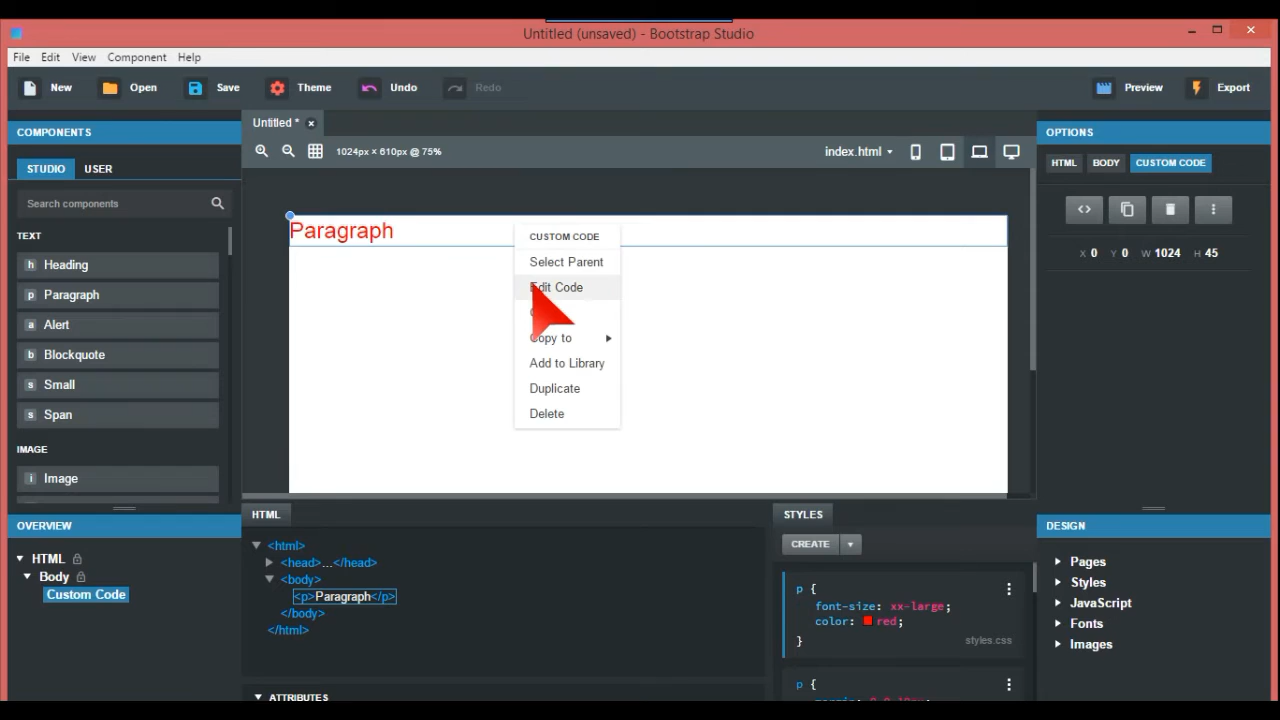 Untitled (unsaved) - Bootstrap Studio
File Edit View Component Help
New Open Save Theme Undo Redo Preview Export
COMPONENTS
STUDIO USER
Search components
TEXT
h Heading
p Paragraph
a Alert
b Blockquote
s Small
s Span
IMAGE
i Image
OVERVIEW
HTML
Body
Custom Code
Untitled *
1024px × 610px @ 75%
index.html
Paragraph
CUSTOM CODE
Select Parent
Edit Code
Copy to
Add to Library
Duplicate
Delete
HTML
<html>
<head>...</head>
<body>
<p>Paragraph</p>
</body>
</html>
ATTRIBUTES
STYLES
CREATE
p {
font-size: xx-large;
color: red;
}
styles.css
p {
OPTIONS
HTML BODY CUSTOM CODE
X 0 Y 0 W 1024 H 45
DESIGN
Pages
Styles
JavaScript
Fonts
Images